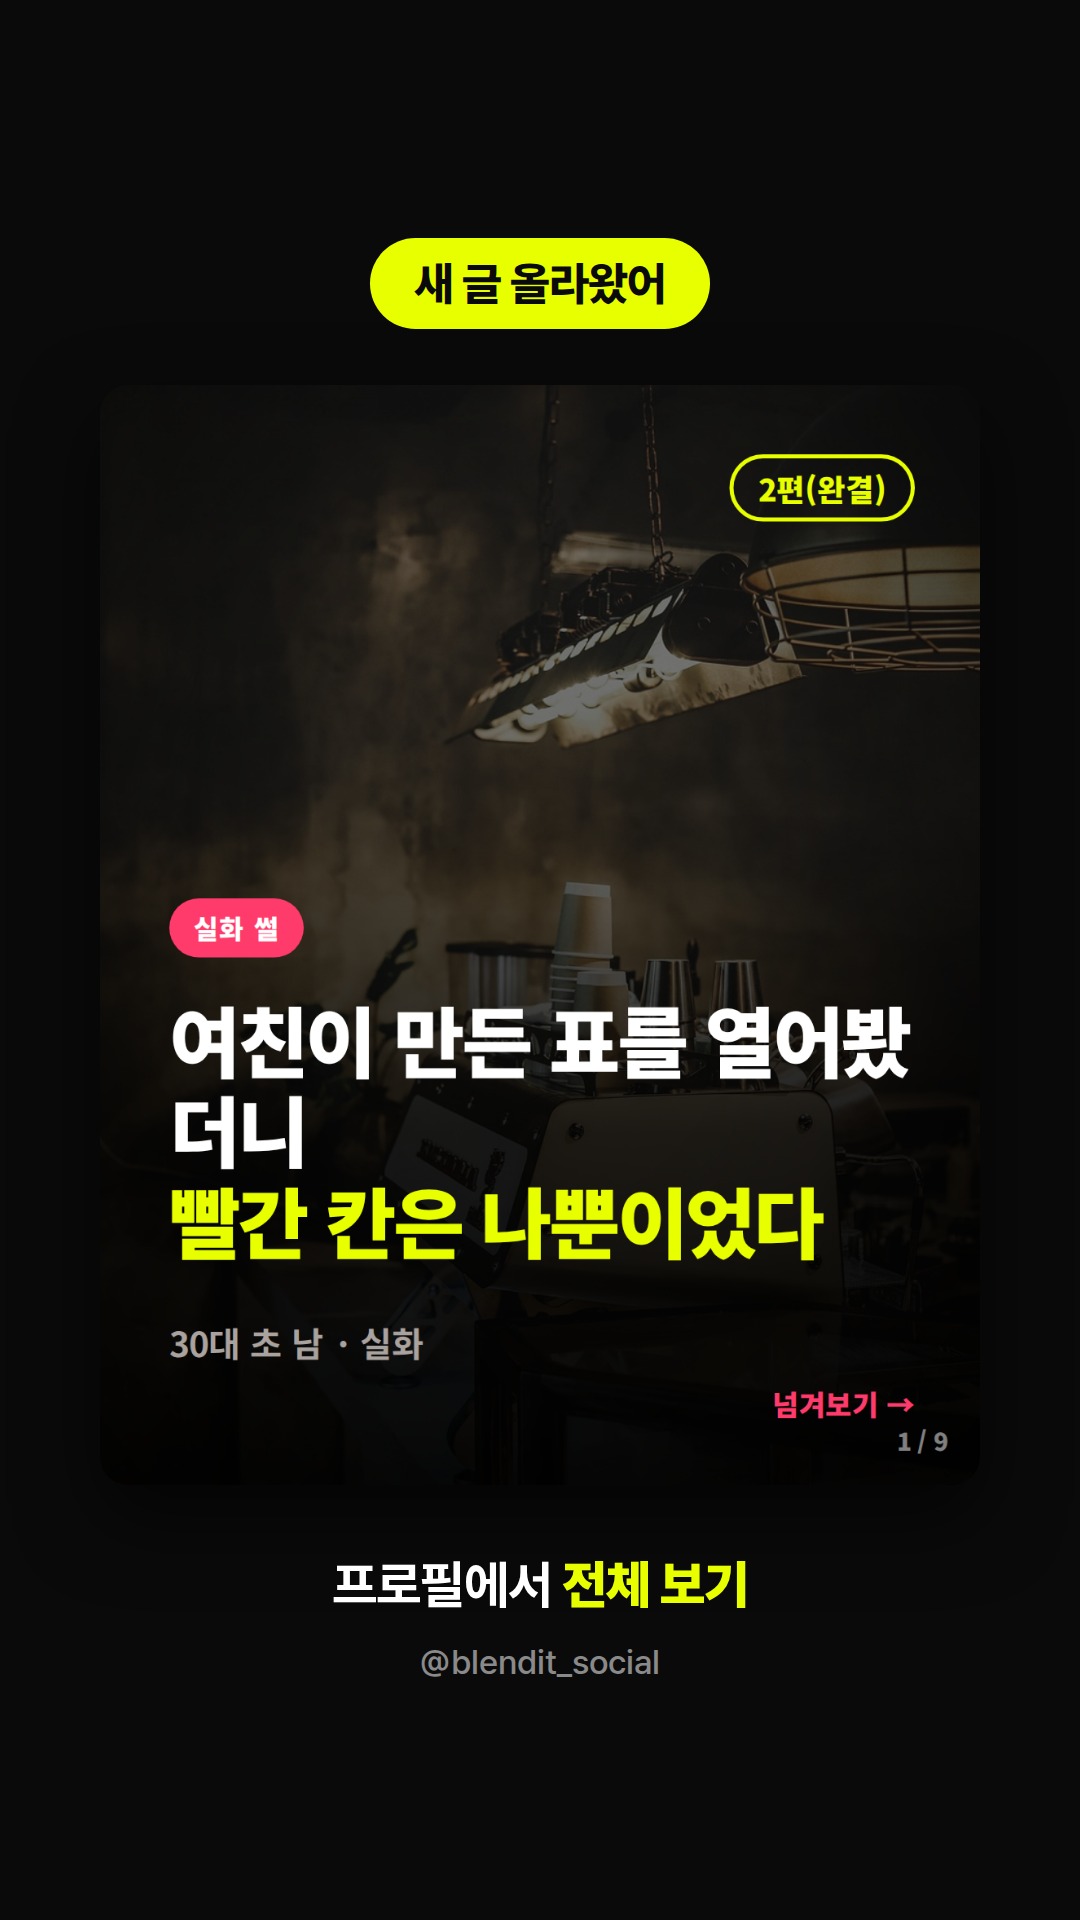 새 글 올라왔어
2편(완결)
실화 썰
여친이 만든 표를 열어봤
더니
빨간 칸은 나뿐이었다
30대 초 남 · 실화
넘겨보기 →
1 / 9
프로필에서 전체 보기
@blendit_social